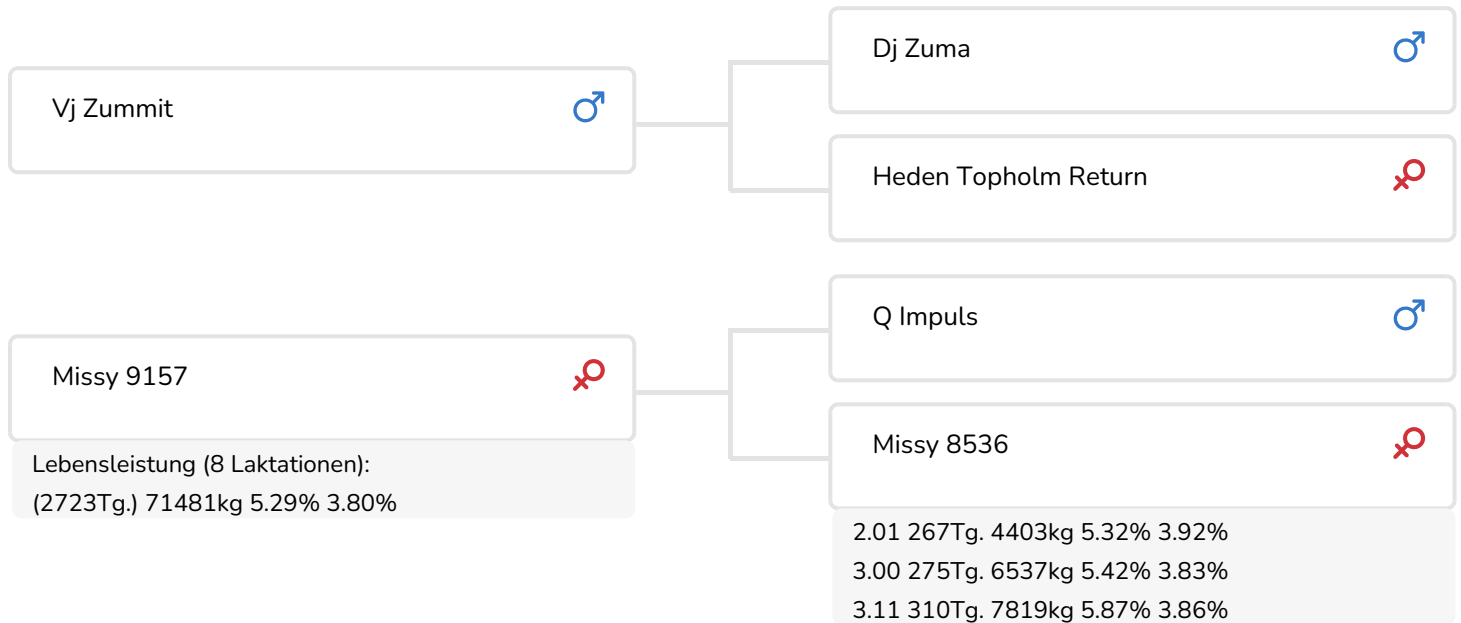 Vj Zummit
Dj Zuma
Heden Topholm Return
Missy 9157
Lebensleistung (8 Laktationen):
(2723Tg.) 71481kg 5.29% 3.80%
Q Impuls
Missy 8536
2.01 267Tg. 4403kg 5.32% 3.92%
3.00 275Tg. 6537kg 5.42% 3.83%
3.11 310Tg. 7819kg 5.87% 3.86%